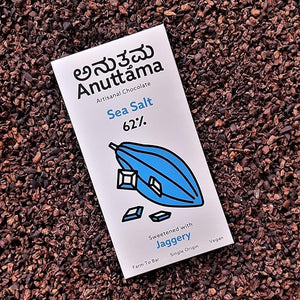 ಅನುತ್ತಮ
Anuttama
Artisanal Chocolate
Sea Salt
62%
Sweetened with
Jaggery
Farm To Bar Single Origin Vegan